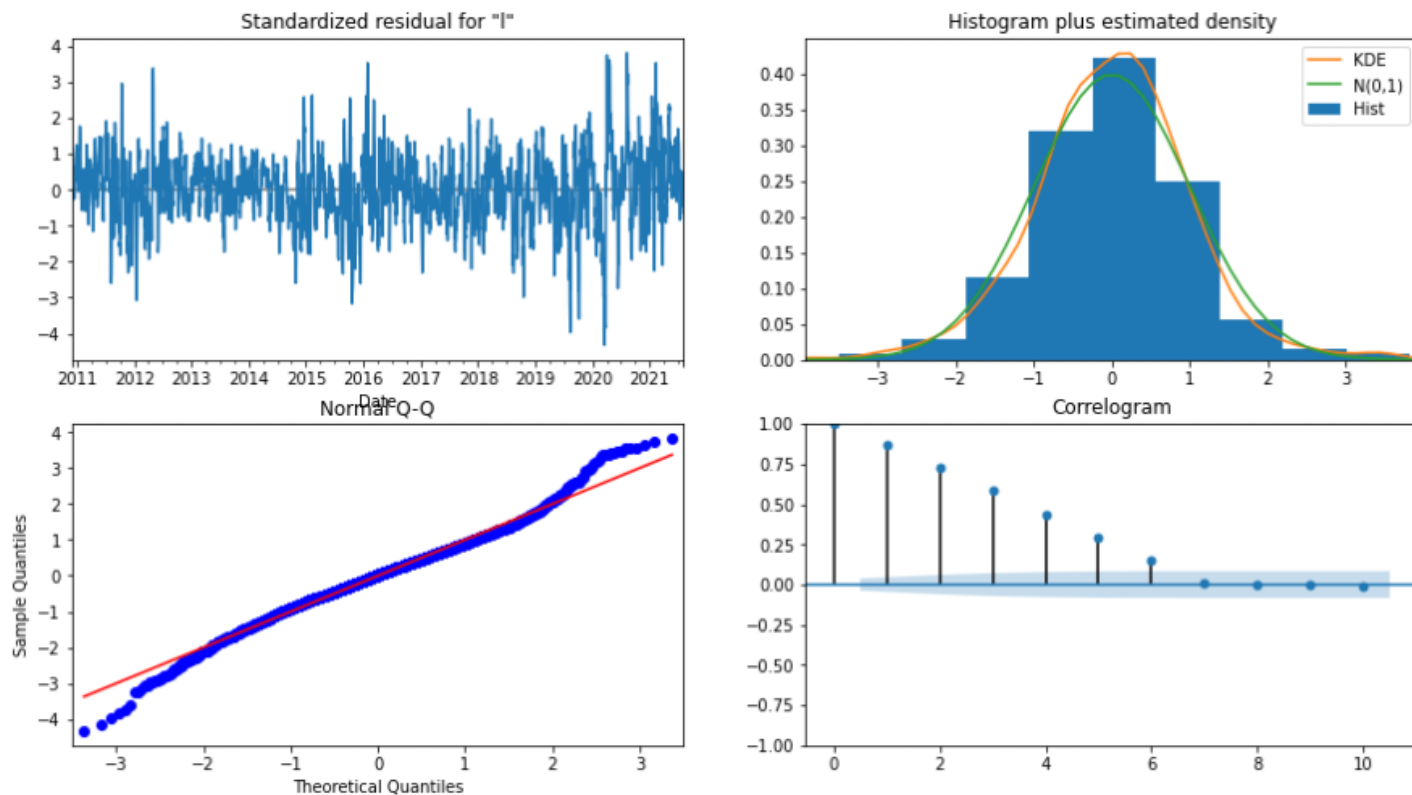 Standardized residual for "l"
4
3
2
1
0
−1
−2
−3
−4
2011 2012 2013 2014 2015 2016 2017 2018 2019 2020 2021
Date
Histogram plus estimated density
KDE
N(0,1)
Hist
0.40
0.35
0.30
0.25
0.20
0.15
0.10
0.05
0.00
−3 −2 −1 0 1 2 3
Normal Q-Q
Sample Quantiles
4
3
2
1
0
−1
−2
−3
−4
−3 −2 −1 0 1 2 3
Theoretical Quantiles
Correlogram
1.00
0.75
0.50
0.25
0.00
−0.25
−0.50
−0.75
−1.00
0 2 4 6 8 10